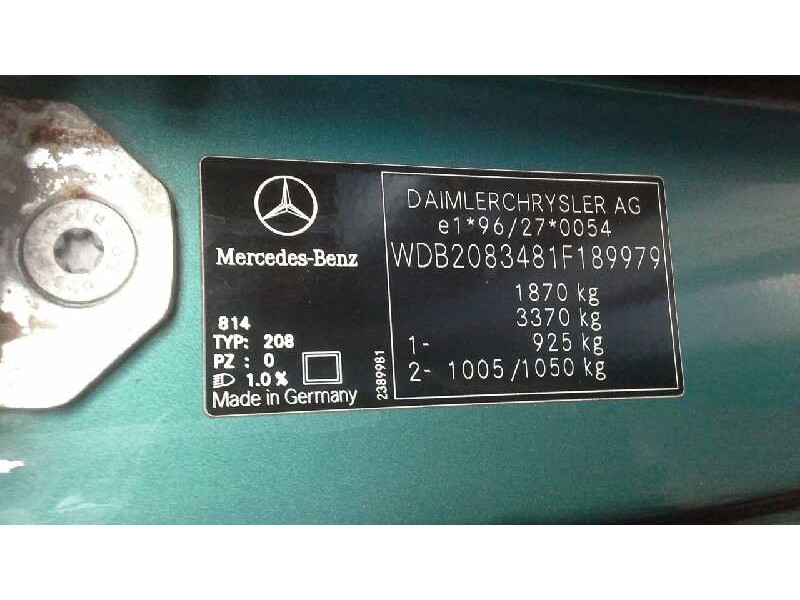 Mercedes-Benz
814
TYP: 208
PZ : 0
1.0 %
Made in Germany
2389981
DAIMLERCHRYSLER AG
e1*96/27*0054
WDB2083481F189979
1870 kg
3370 kg
1- 925 kg
2- 1005/1050 kg